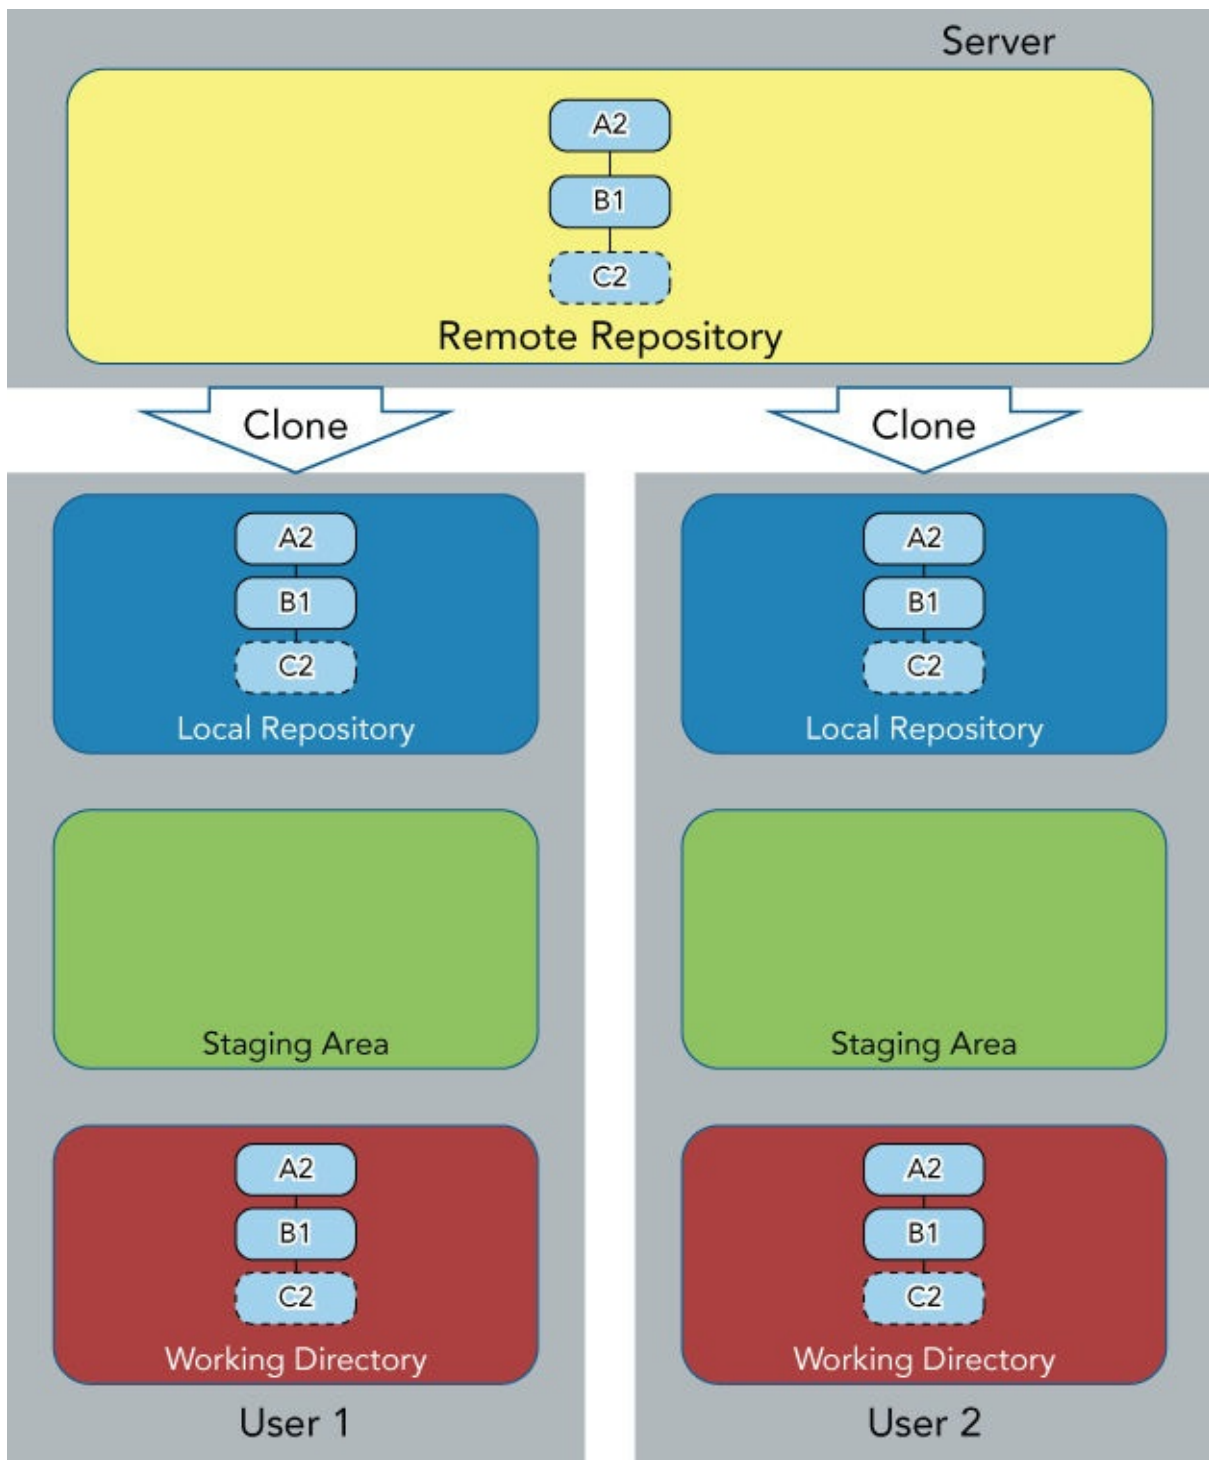 Server
A2
B1
C2
Remote Repository
Clone
Clone
A2
B1
C2
Local Repository
A2
B1
C2
Local Repository
Staging Area
Staging Area
A2
B1
C2
Working Directory
A2
B1
C2
Working Directory
User 1
User 2